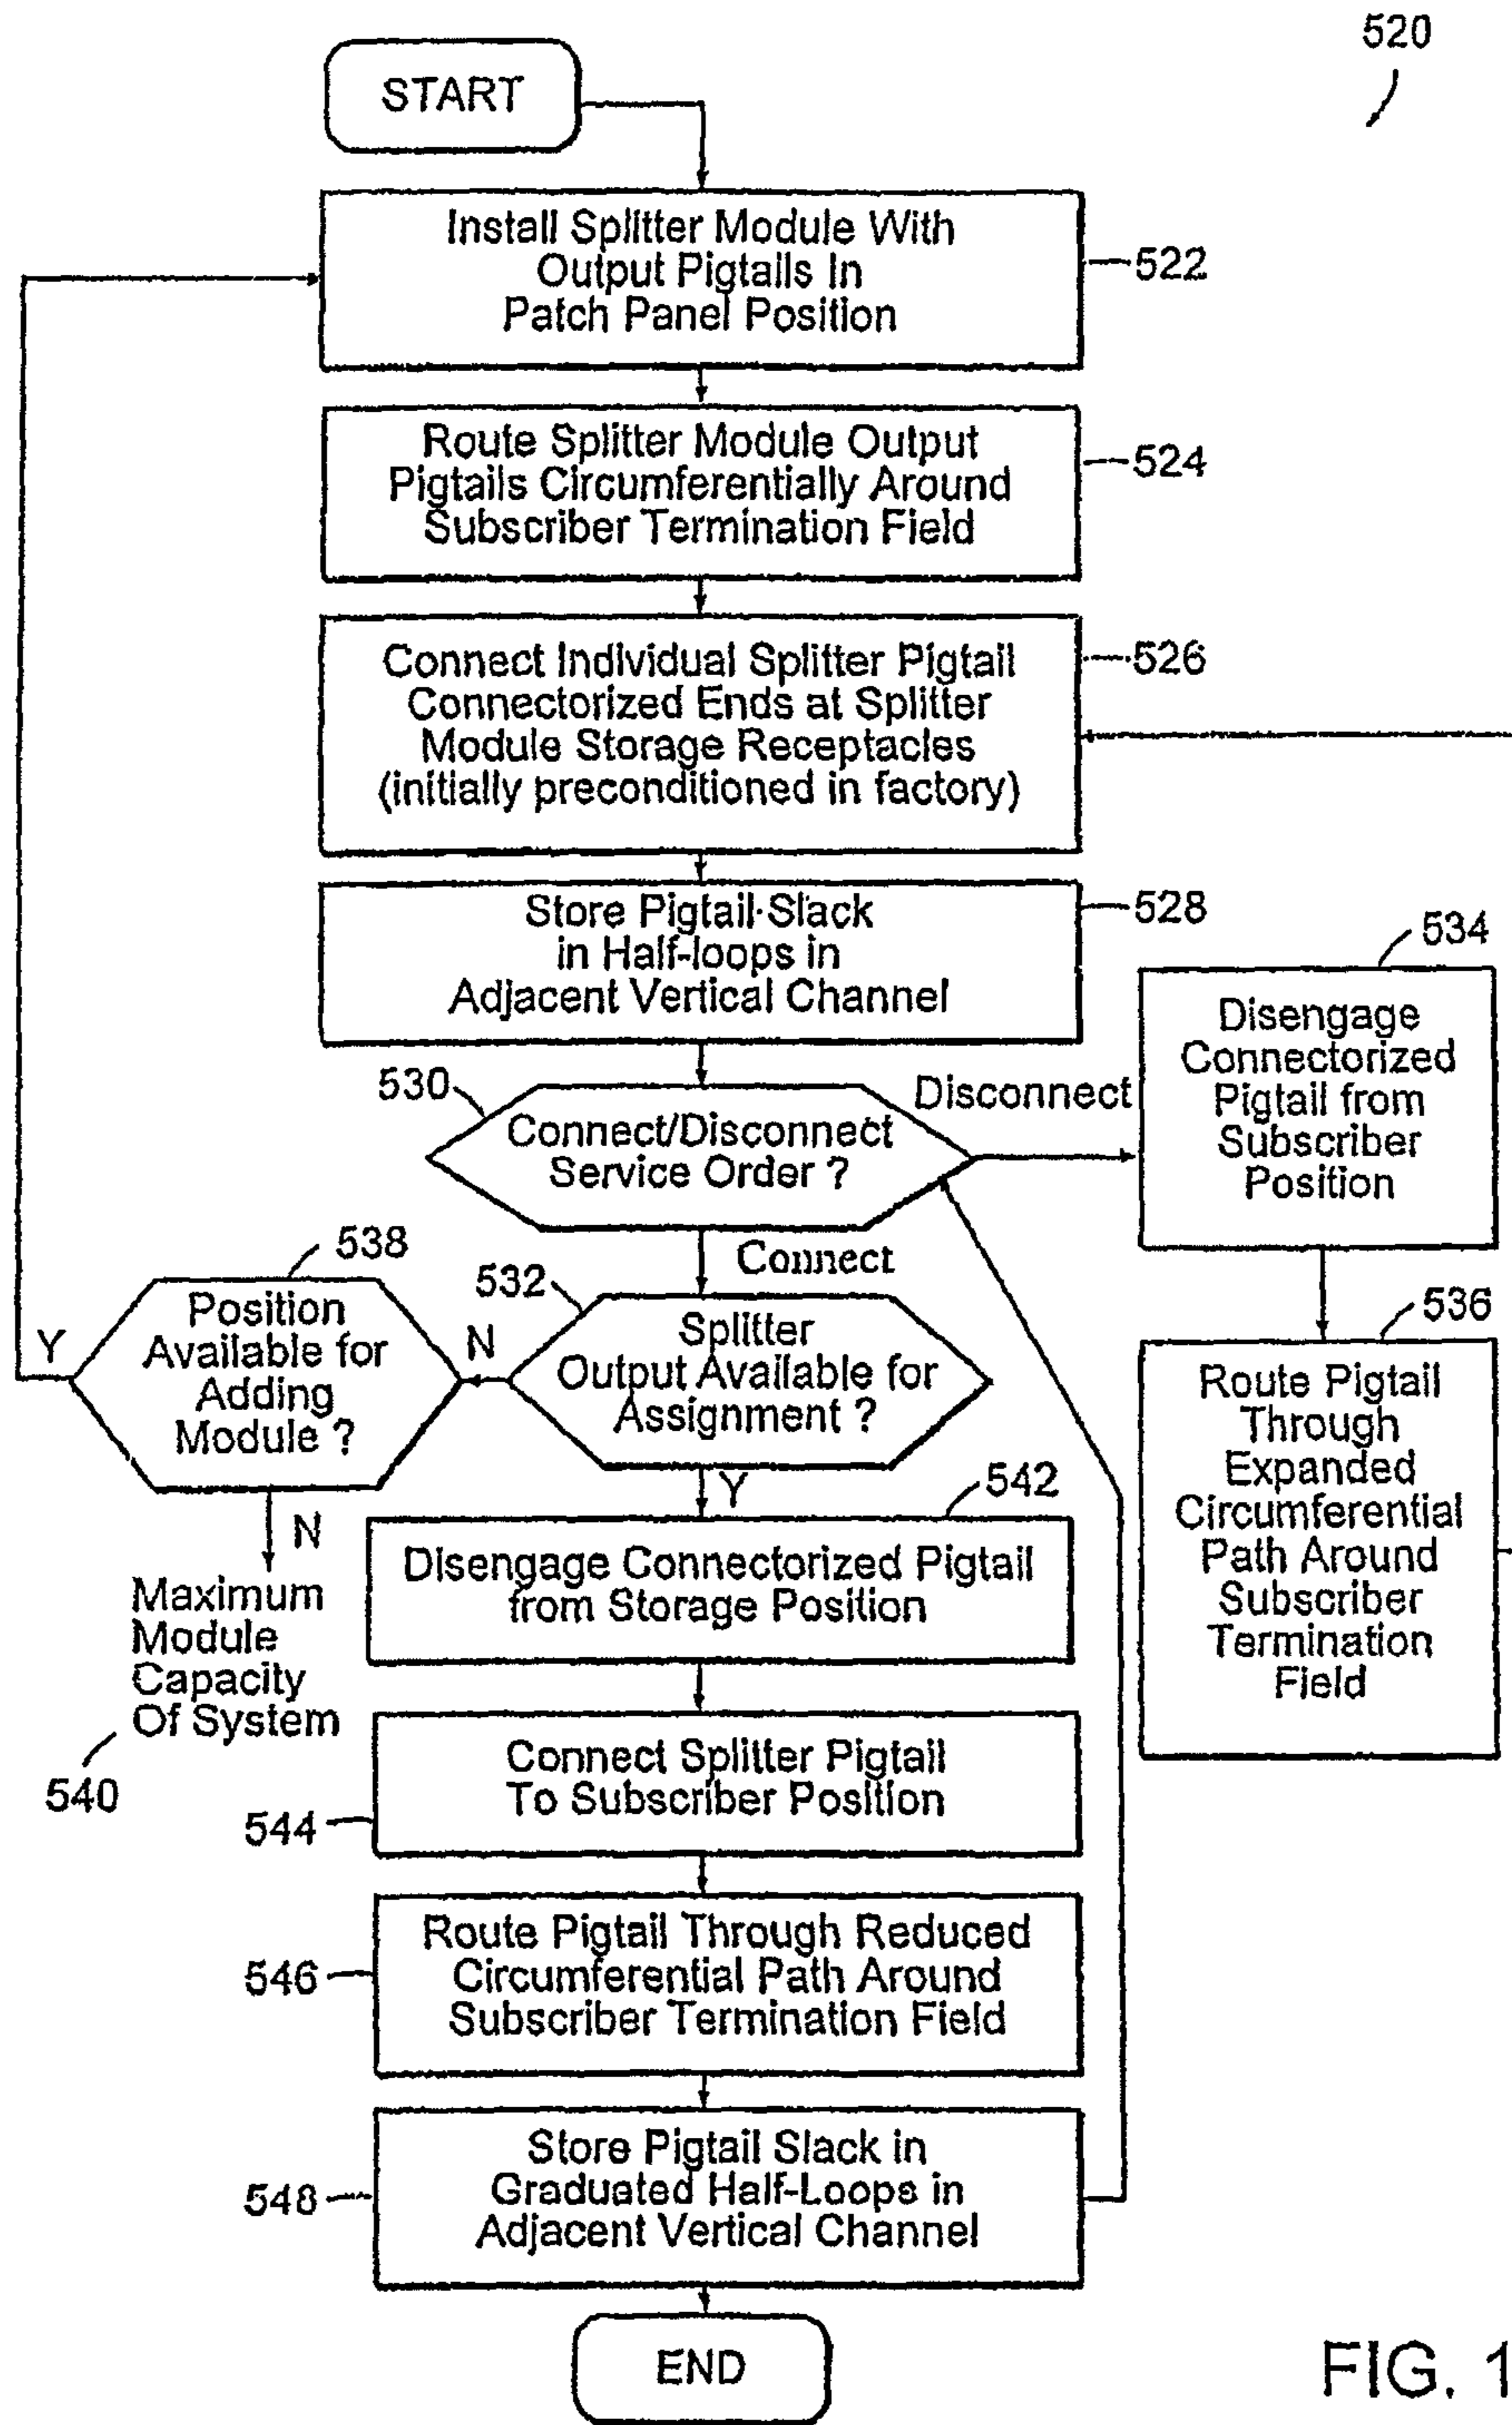 520
START
Install Splitter Module With
Output Pigtails In
Patch Panel Position
522
Route Splitter Module Output
Pigtails Circumferentially Around
Subscriber Termination Field
524
Connect Individual Splitter Pigtail
Connectorized Ends at Splitter
Module Storage Receptacles
(initially preconditioned in factory)
526
Store Pigtail Slack
in Half-loops in
Adjacent Vertical Channel
528
530
Connect/Disconnect
Service Order ?
Disconnect
Connect
534
Disengage
Connectorized
Pigtail from
Subscriber
Position
536
Route Pigtail
Through
Expanded
Circumferential
Path Around
Subscriber
Termination
Field
532
Splitter
Output Available for
Assignment ?
N
Y
538
Position
Available for
Adding
Module ?
Y
N
Maximum
Module
Capacity
Of System
540
542
Disengage Connectorized Pigtail
from Storage Position
Connect Splitter Pigtail
To Subscriber Position
544
Route Pigtail Through Reduced
Circumferential Path Around
Subscriber Termination Field
546
Store Pigtail Slack in
Graduated Half-Loops in
Adjacent Vertical Channel
548
END
FIG. 1